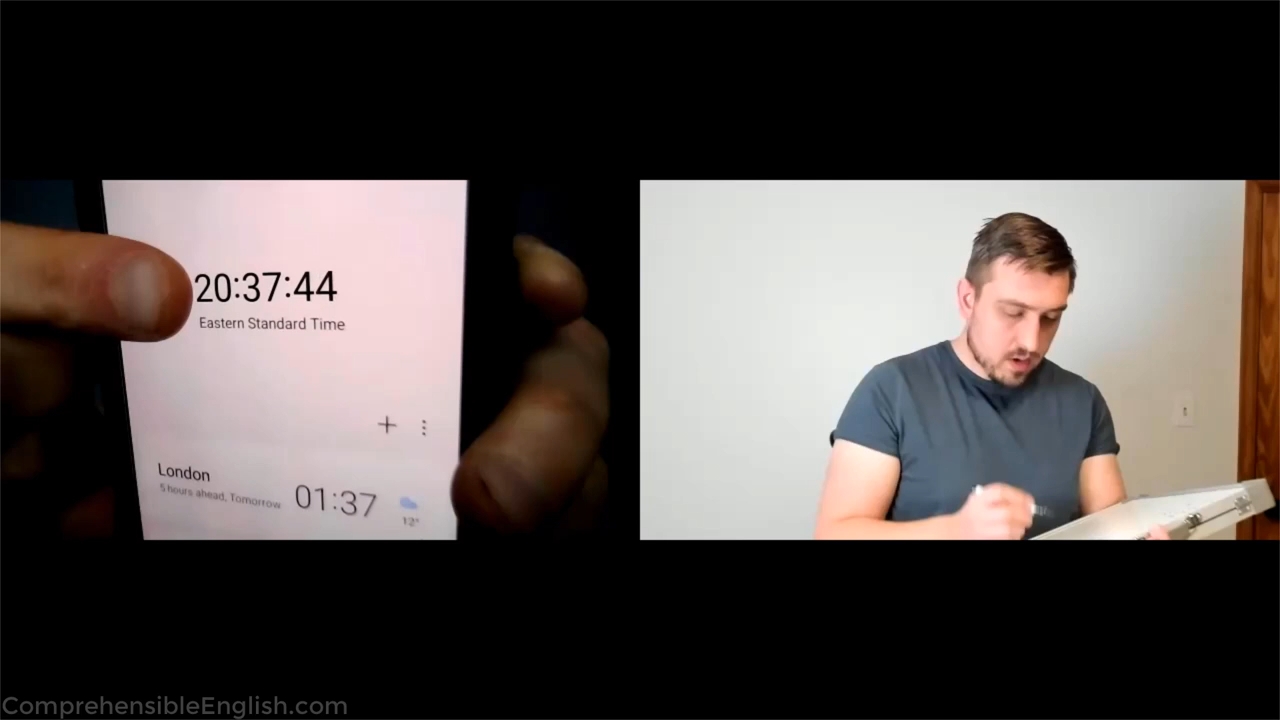 20:37:44
Eastern Standard Time
+
London
5 hours ahead, Tomorrow
01:37
12°
ComprehensibleEnglish.com